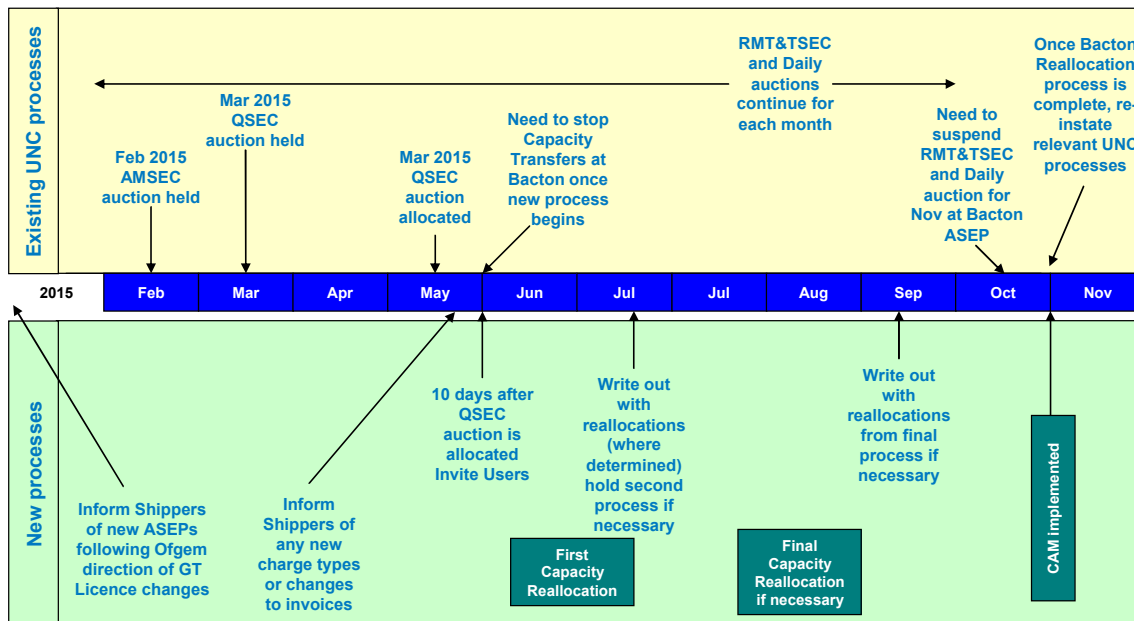 Existing UNC processes
Feb 2015
AMSEC
auction held
Mar 2015
QSEC
auction held
Mar 2015
QSEC
auction
allocated
Need to stop
Capacity
Transfers at
Bacton once
new process
begins
RMT&TSEC
and Daily
auctions
continue for
each month
Need to
suspend
RMT&TSEC
and Daily
auction for
Nov at Bacton
ASEP
Once Bacton
Reallocation
process is
complete, re-
instate
relevant UNC
processes
2015
Feb
Mar
Apr
May
Jun
Jul
Jul
Aug
Sep
Oct
Nov
New processes
Inform Shippers
of new ASEPs
following Ofgem
direction of GT
Licence changes
Inform
Shippers of
any new
charge types
or changes
to invoices
10 days after
QSEC
auction is
allocated
Invite Users
Write out
with
reallocations
(where
determined)
hold second
process if
necessary
Write out
with
reallocations
from final
process if
necessary
First
Capacity
Reallocation
Final
Capacity
Reallocation
if necessary
CAM implemented